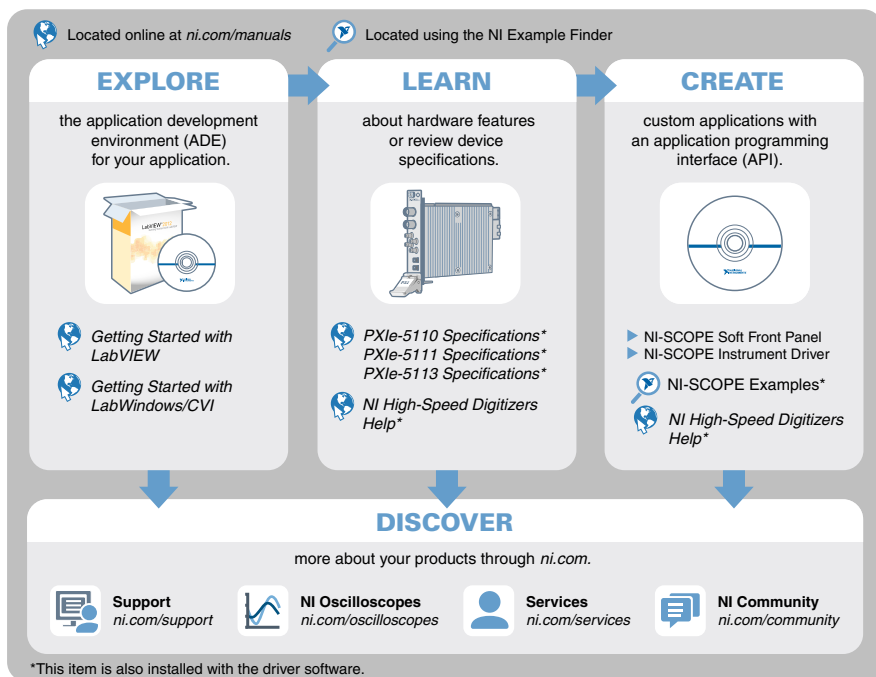 Located online at ni.com/manuals
Located using the NI Example Finder
EXPLORE
the application development
environment (ADE)
for your application.
LabVIEW
Getting Started with
LabVIEW
Getting Started with
LabWindows/CVI
LEARN
about hardware features
or review device
specifications.
PXIe-5110 Specifications*
PXIe-5111 Specifications*
PXIe-5113 Specifications*
NI High-Speed Digitizers
Help*
CREATE
custom applications with
an application programming
interface (API).
NI-SCOPE Soft Front Panel
NI-SCOPE Instrument Driver
NI-SCOPE Examples*
NI High-Speed Digitizers
Help*
DISCOVER
more about your products through ni.com.
Support
ni.com/support
NI Oscilloscopes
ni.com/oscilloscopes
Services
ni.com/services
NI Community
ni.com/community
*This item is also installed with the driver software.